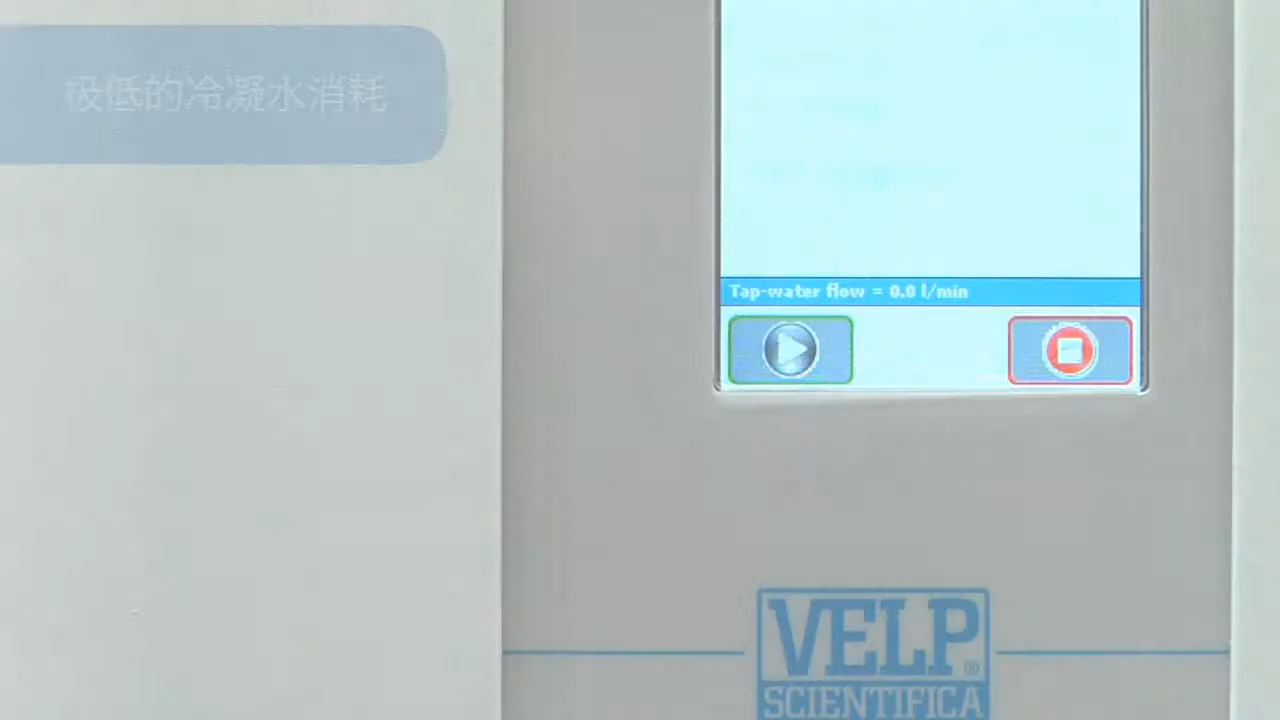 极低的冷凝水消耗
Tap-water flow = 0.0 l/min
VELP®
SCIENTIFICA